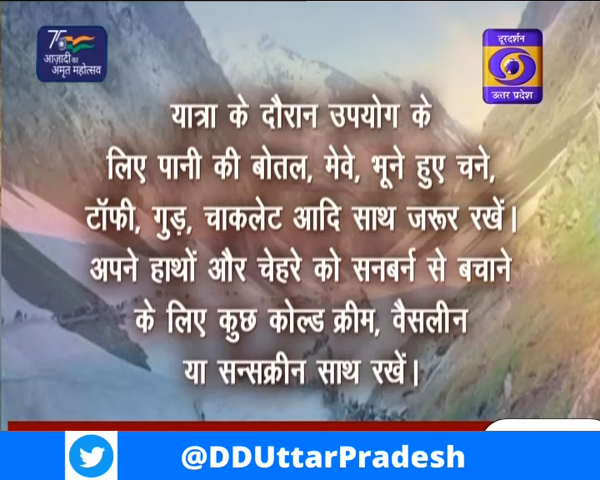 75
आज़ादी का
अमृत महोत्सव
दूरदर्शन
उत्तर प्रदेश
यात्रा के दौरान उपयोग के
लिए पानी की बोतल, मेवे, भूने हुए चने,
टॉफी, गुड़, चाकलेट आदि साथ जरूर रखें।
अपने हाथों और चेहरे को सनबर्न से बचाने
के लिए कुछ कोल्ड क्रीम, वैसलीन
या सन्सक्रीन साथ रखें।
@DDUttarPradesh